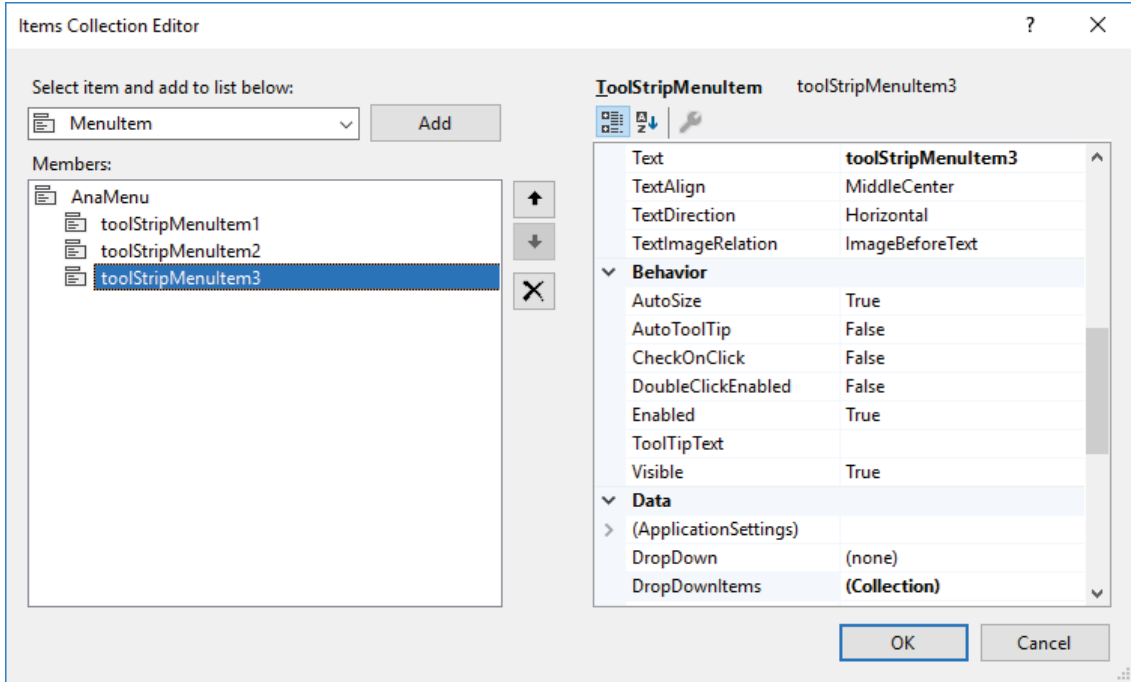 Items Collection Editor
?
Select item and add to list below:
MenuItem
Add
Members:
AnaMenu
toolStripMenuItem1
toolStripMenuItem2
toolStripMenuItem3
ToolStripMenuItem toolStripMenuItem3
Text toolStripMenuItem3
TextAlign MiddleCenter
TextDirection Horizontal
TextImageRelation ImageBeforeText
Behavior
AutoSize True
AutoToolTip False
CheckOnClick False
DoubleClickEnabled False
Enabled True
ToolTipText
Visible True
Data
(ApplicationSettings)
DropDown (none)
DropDownItems (Collection)
OK
Cancel